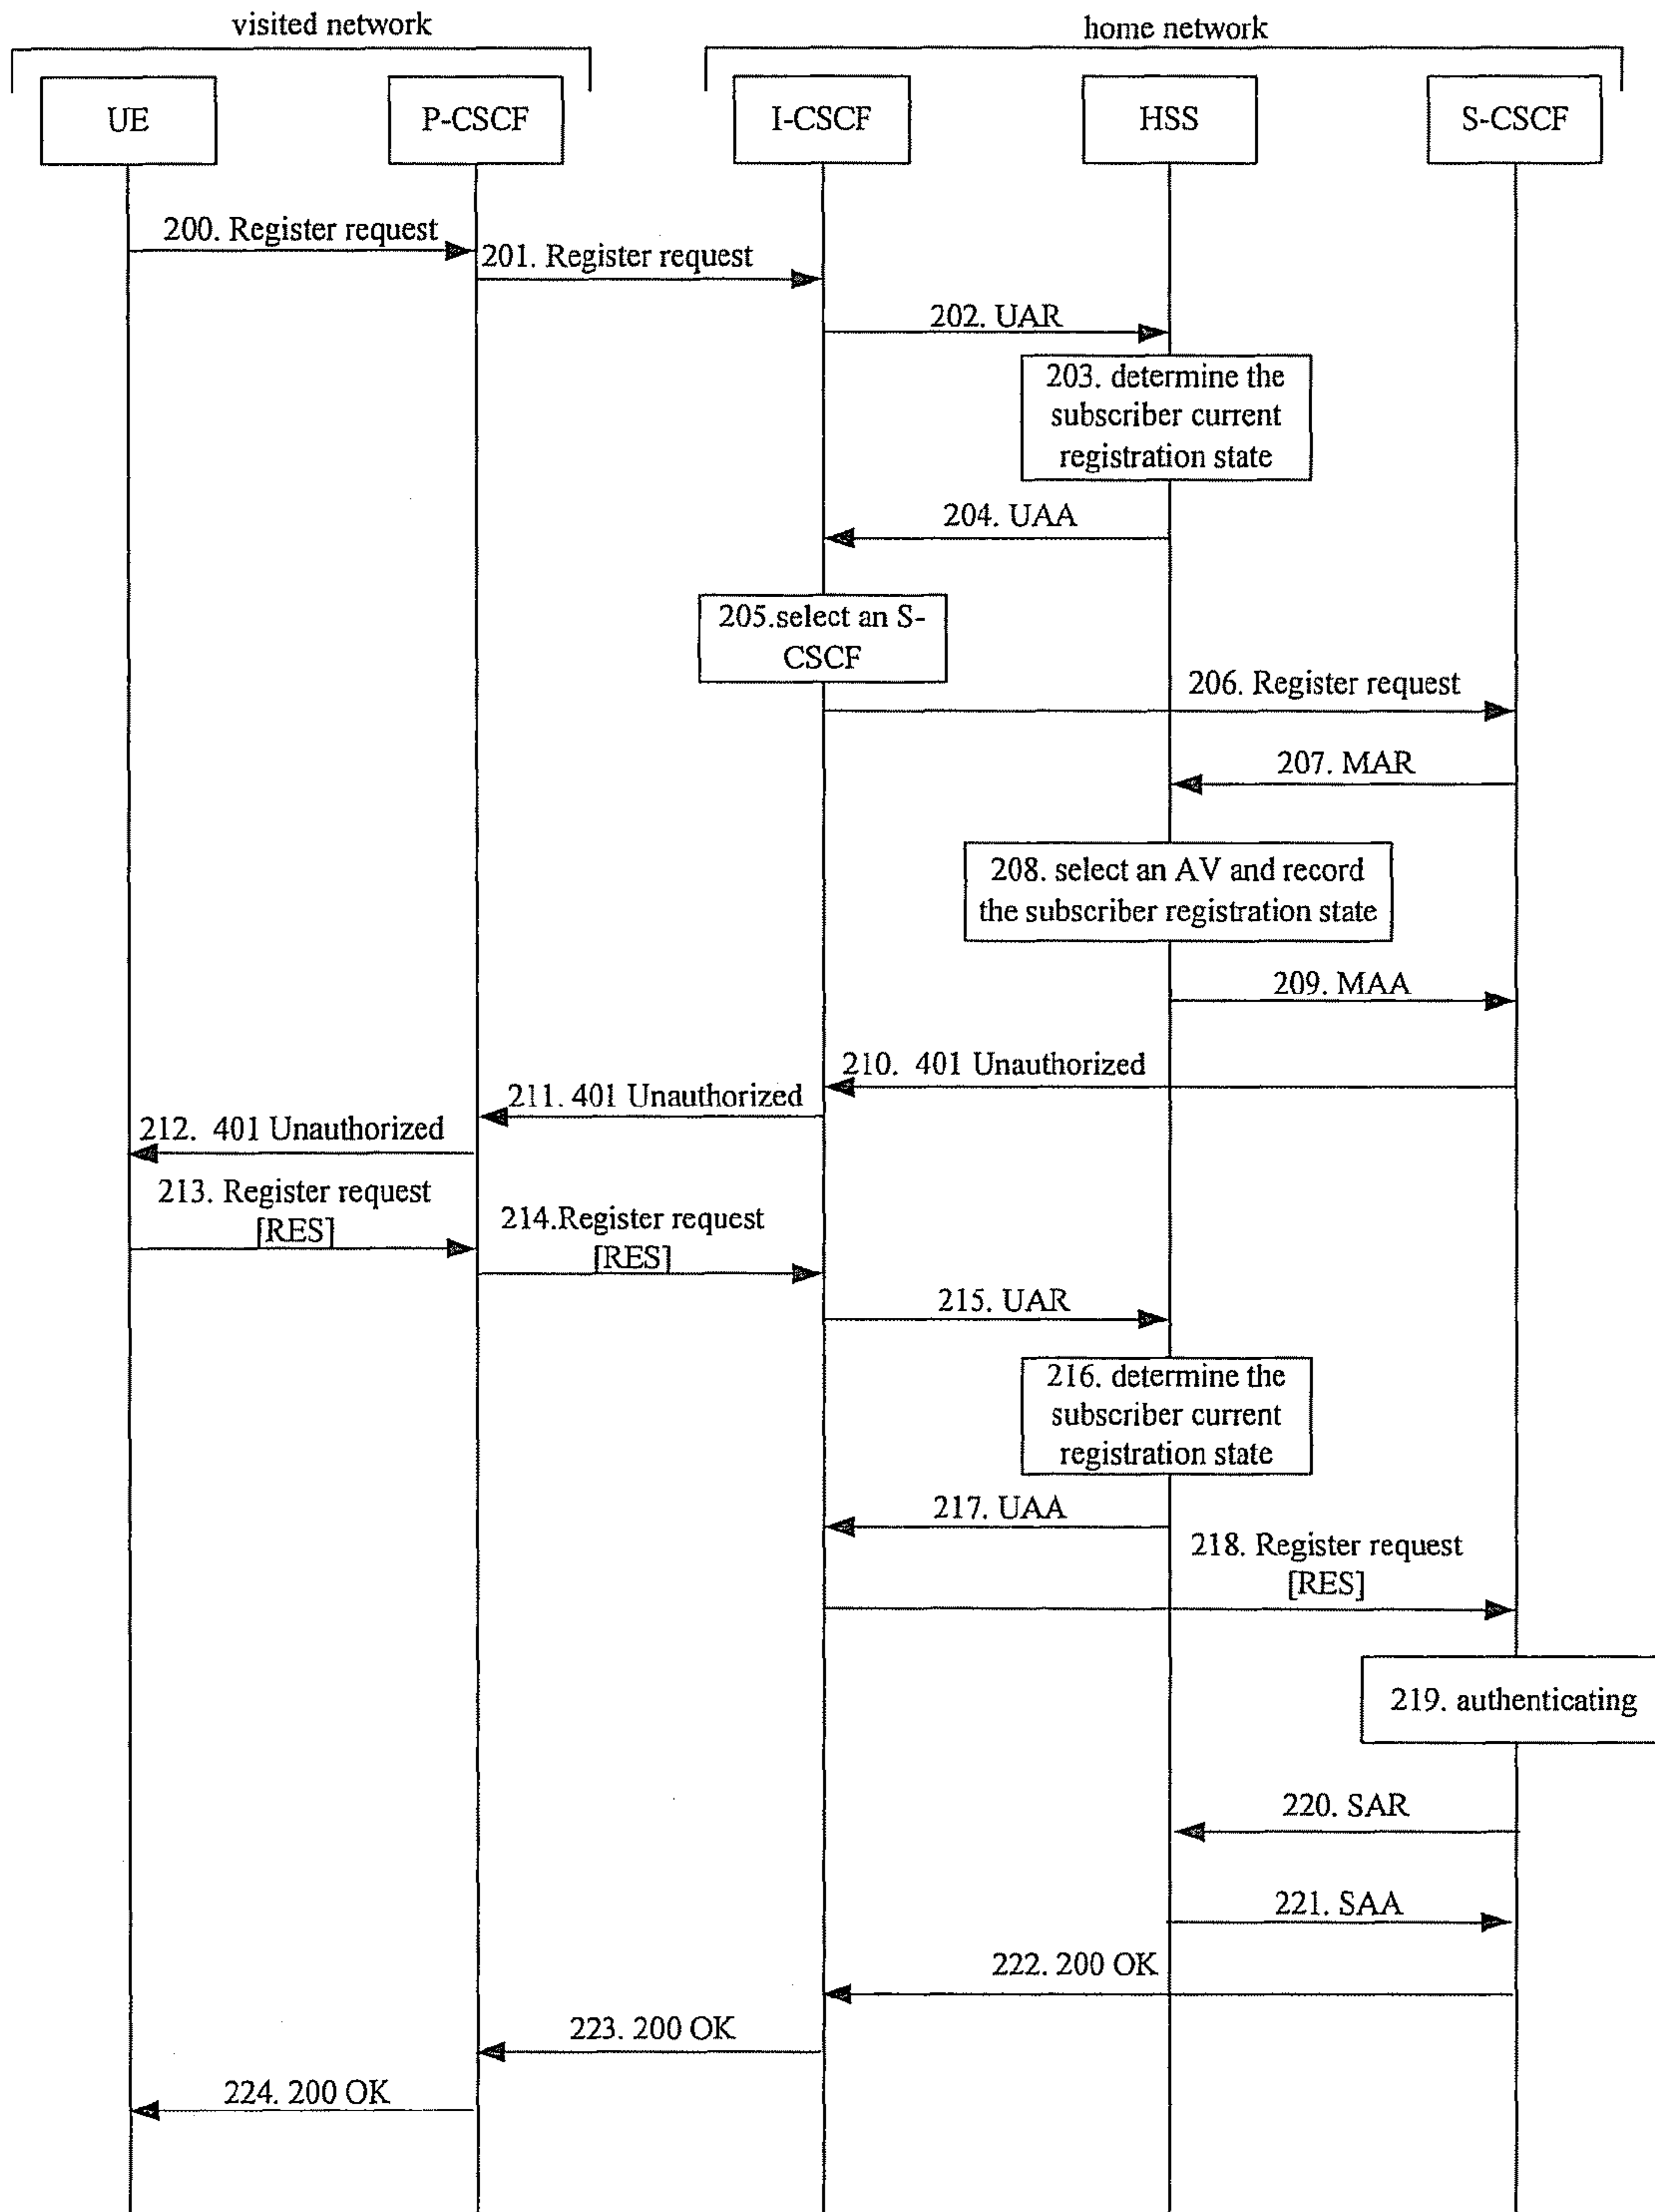 visited network
home network
UE
P-CSCF
I-CSCF
HSS
S-CSCF
200. Register request
201. Register request
202. UAR
203. determine the
subscriber current
registration state
204. UAA
205.select an S-
CSCF
206. Register request
207. MAR
208. select an AV and record
the subscriber registration state
209. MAA
210. 401 Unauthorized
211. 401 Unauthorized
212. 401 Unauthorized
213. Register request
[RES]
214.Register request
[RES]
215. UAR
216. determine the
subscriber current
registration state
217. UAA
218. Register request
[RES]
219. authenticating
220. SAR
221. SAA
222. 200 OK
223. 200 OK
224. 200 OK